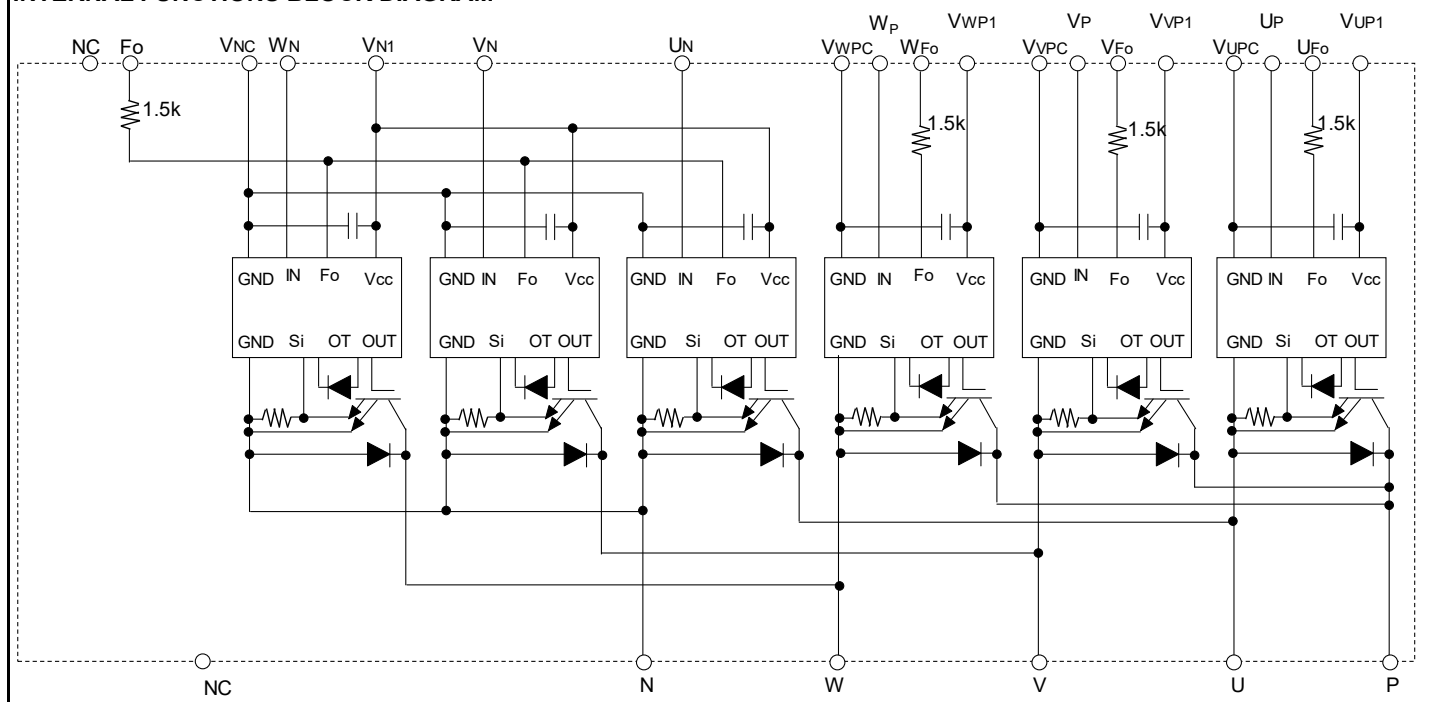 INTERNAL FUNCTIONS BLOCK DIAGRAM
NC Fo VNC WN VN1 VN UN VWPC WP WFo VWP1 VVPC VP VFo VVP1 VUPC UP UFo VUP1
1.5k 1.5k 1.5k 1.5k
GND IN Fo Vcc GND IN Fo Vcc GND IN Fo Vcc GND IN Fo Vcc GND IN Fo Vcc GND IN Fo Vcc
GND Si OT OUT GND Si OT OUT GND Si OT OUT GND Si OT OUT GND Si OT OUT GND Si OT OUT
NC N W V U P